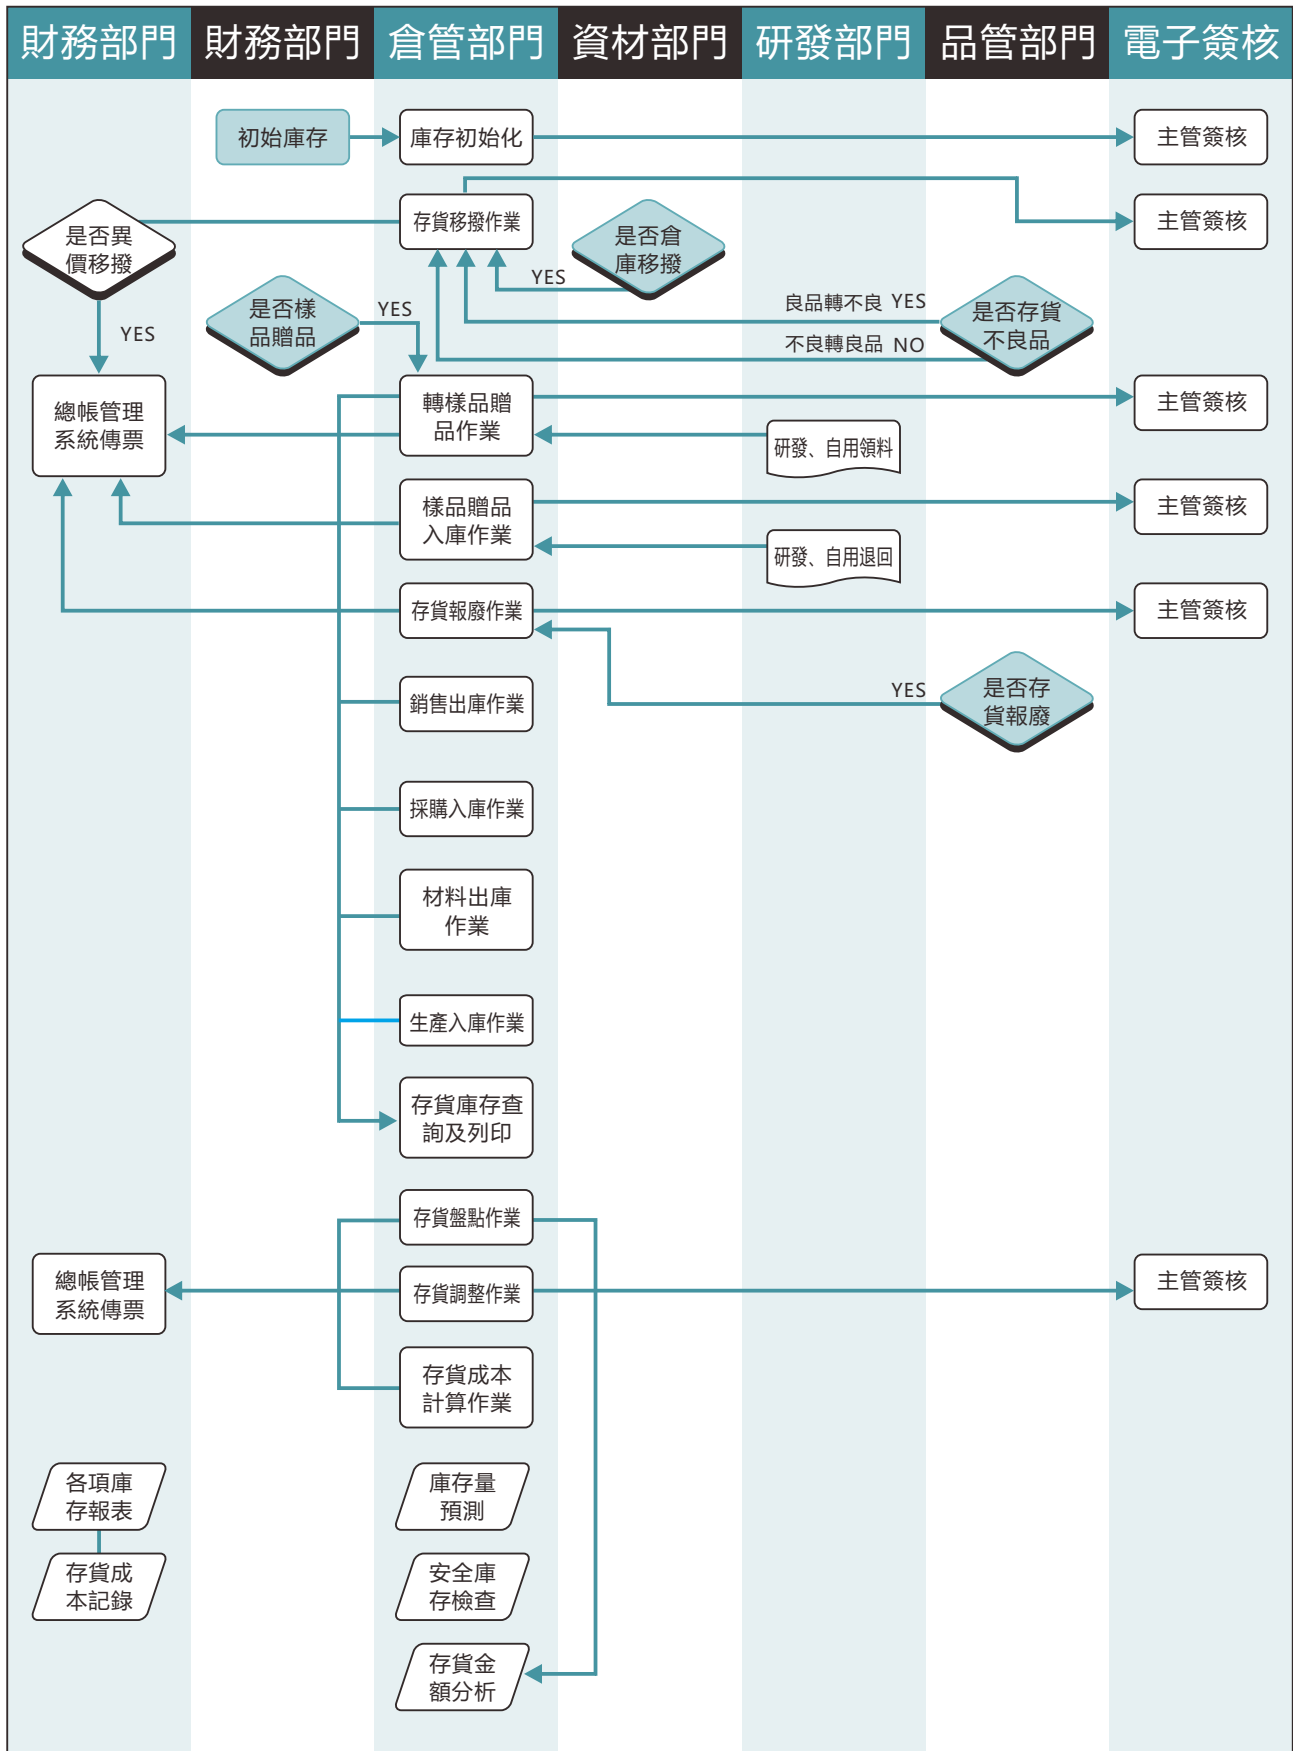 財務部門
財務部門
倉管部門
資材部門
研發部門
品管部門
電子簽核
初始庫存
庫存初始化
主管簽核
是否異
價移撥
存貨移撥作業
是否倉
庫移撥
主管簽核
YES
是否樣
品贈品
YES
良品轉不良 YES
不良轉良品 NO
是否存貨
不良品
YES
總帳管理
系統傳票
轉樣品贈
品作業
研發、自用領料
主管簽核
樣品贈品
入庫作業
研發、自用退回
主管簽核
存貨報廢作業
主管簽核
YES
是否存
貨報廢
銷售出庫作業
採購入庫作業
材料出庫
作業
生產入庫作業
存貨庫存查
詢及列印
存貨盤點作業
總帳管理
系統傳票
存貨調整作業
主管簽核
存貨成本
計算作業
各項庫
存報表
庫存量
預測
存貨成
本記錄
安全庫
存檢查
存貨金
額分析